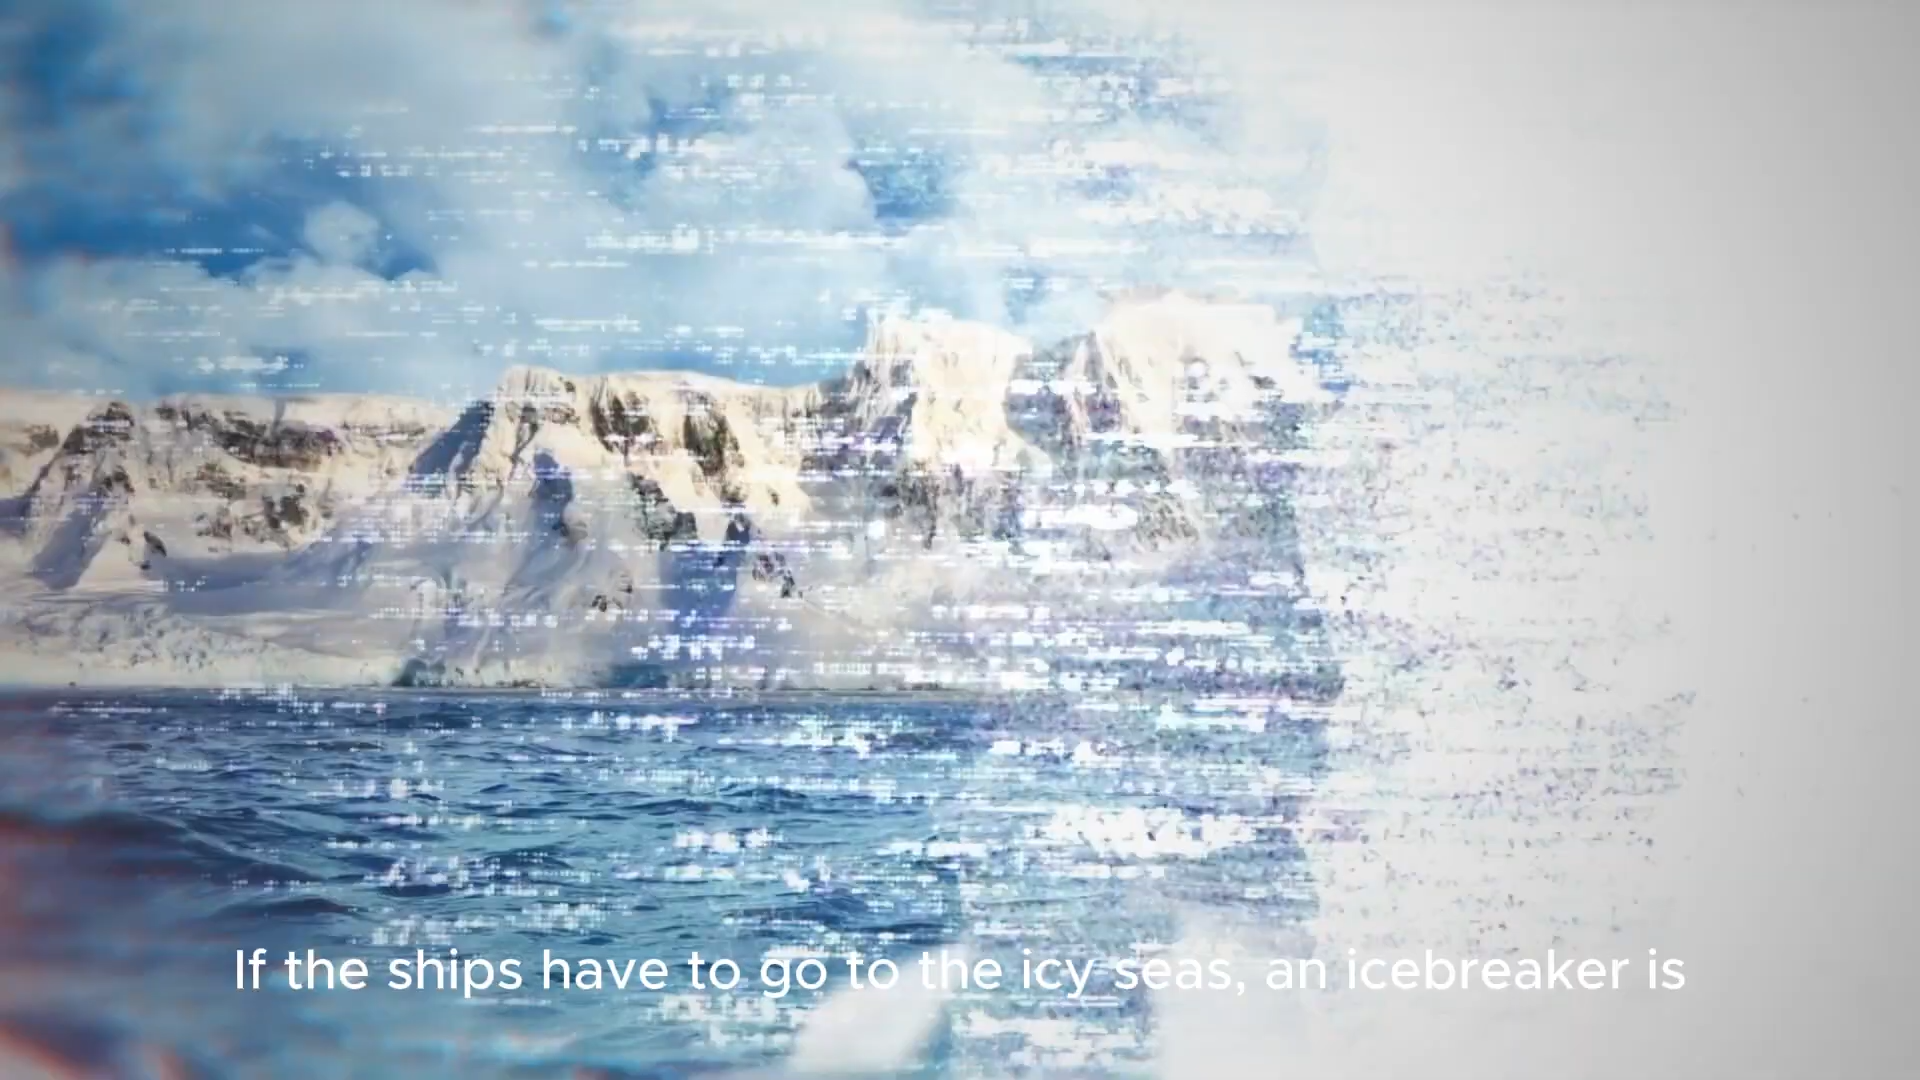 If the ships have to go to the icy seas, an icebreaker is